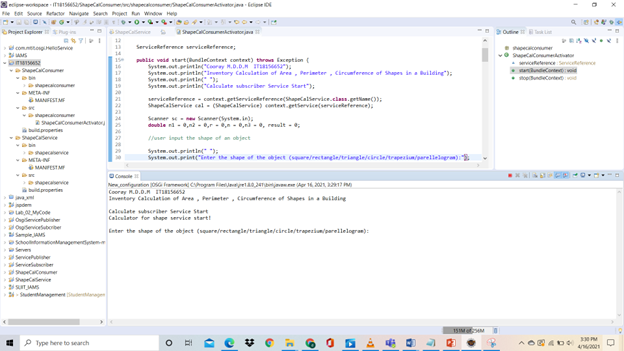 eclipse-workspace - IT18156652/ShapeCalConsumer/src/shapecalconsumer/ShapeCalConsumerActivator.java - Eclipse IDE
File Edit Source Refactor Navigate Search Project Run Window Help
Project Explorer
com.mtit.osgi.HelloService
IAMS
IT18156652
ShapeCalConsumer
bin
shapecalconsumer
META-INF
MANIFEST.MF
src
shapecalconsumer
ShapeCalConsumerActivator.j
build.properties
ShapeCalService
bin
shapecalservice
META-INF
MANIFEST.MF
src
shapecalservice
build.properties
java_xml
jspdem
Lab_02_MyCode
OsgiServicePublisher
OsgiServiceSubcriber
Sample_IAMS
SchoolInformationManagementSystem-m
Servers
ServicePublisher
ServiceSubscriber
ShapeCalConsumer
ShapeCalService
SLIIT_IAMS
StudentManagement [StudentManagem
ShapeCalService
ShapeCalConsumerActivator.java
12
13 ServiceReference serviceReference;
14
15 public void start(BundleContext context) throws Exception {
16 System.out.println("Cooray M.D.D.M IT18156652");
17 System.out.println("Inventory Calculation of Area , Perimeter , Circumference of Shapes in a Building");
18 System.out.println(" ");
19 System.out.println("Calculate subscriber Service Start");
20
21 serviceReference = context.getServiceReference(ShapeCalService.class.getName());
22 ShapeCalService cal = (ShapeCalService) context.getService(serviceReference);
23
24 Scanner sc = new Scanner(System.in);
25 double n1 = 0,n2 = 0,r = 0,n = 0,n3 = 0, result = 0;
26
27 //user input the shape of an object
28
29 System.out.println(" ");
30 System.out.print("Enter the shape of the object (square/rectangle/triangle/circle/trapezium/parellelogram):");
Outline
Task List
shapecalconsumer
ShapeCalConsumerActivator
serviceReference : ServiceReference
start(BundleContext) : void
stop(BundleContext) : void
Console
New_configuration [OSGi Framework] C:\Program Files\Java\jre1.8.0_241\bin\javaw.exe (Apr 16, 2021, 3:29:17 PM)
Cooray M.D.D.M IT18156652
Inventory Calculation of Area , Perimeter , Circumference of Shapes in a Building

Calculate subscriber Service Start
Calculator for shape service start!

Enter the shape of the object (square/rectangle/triangle/circle/trapezium/parellelogram):
151M of 256M
Type here to search
3:30 PM
4/16/2021